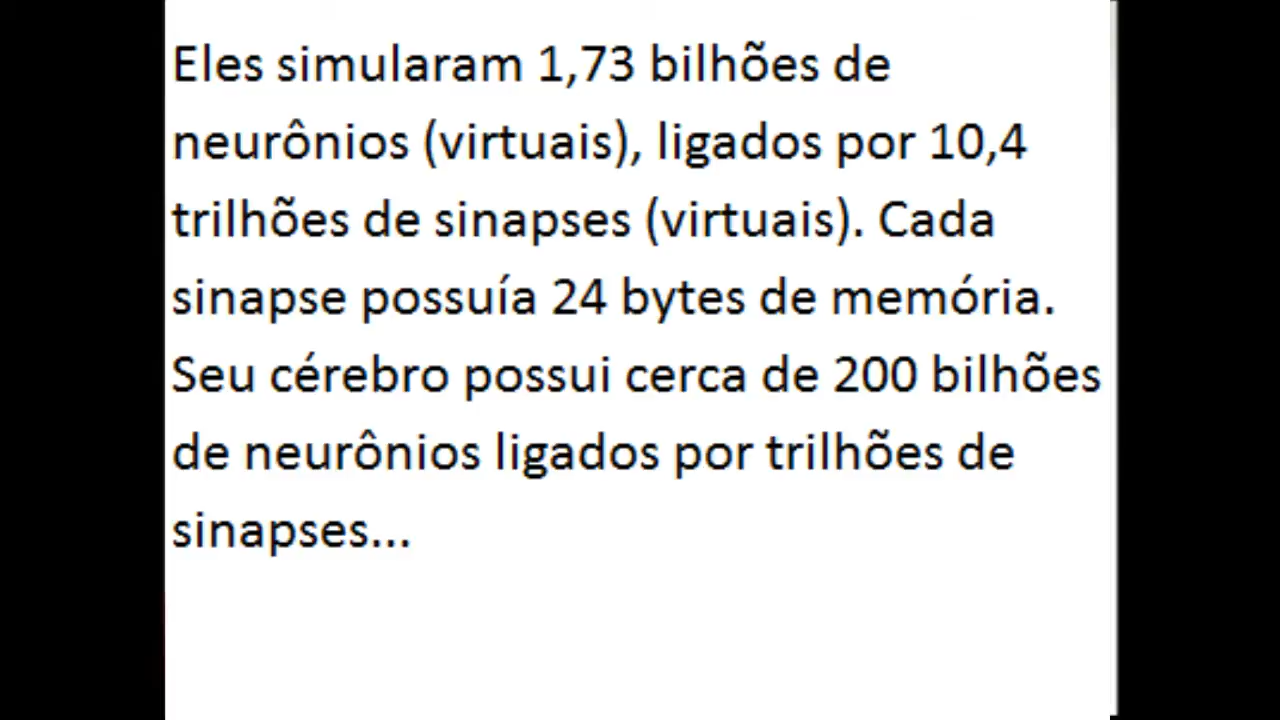 Eles simularam 1,73 bilhões de
neurônios (virtuais), ligados por 10,4
trilhões de sinapses (virtuais). Cada
sinapse possuía 24 bytes de memória.
Seu cérebro possui cerca de 200 bilhões
de neurônios ligados por trilhões de
sinapses...